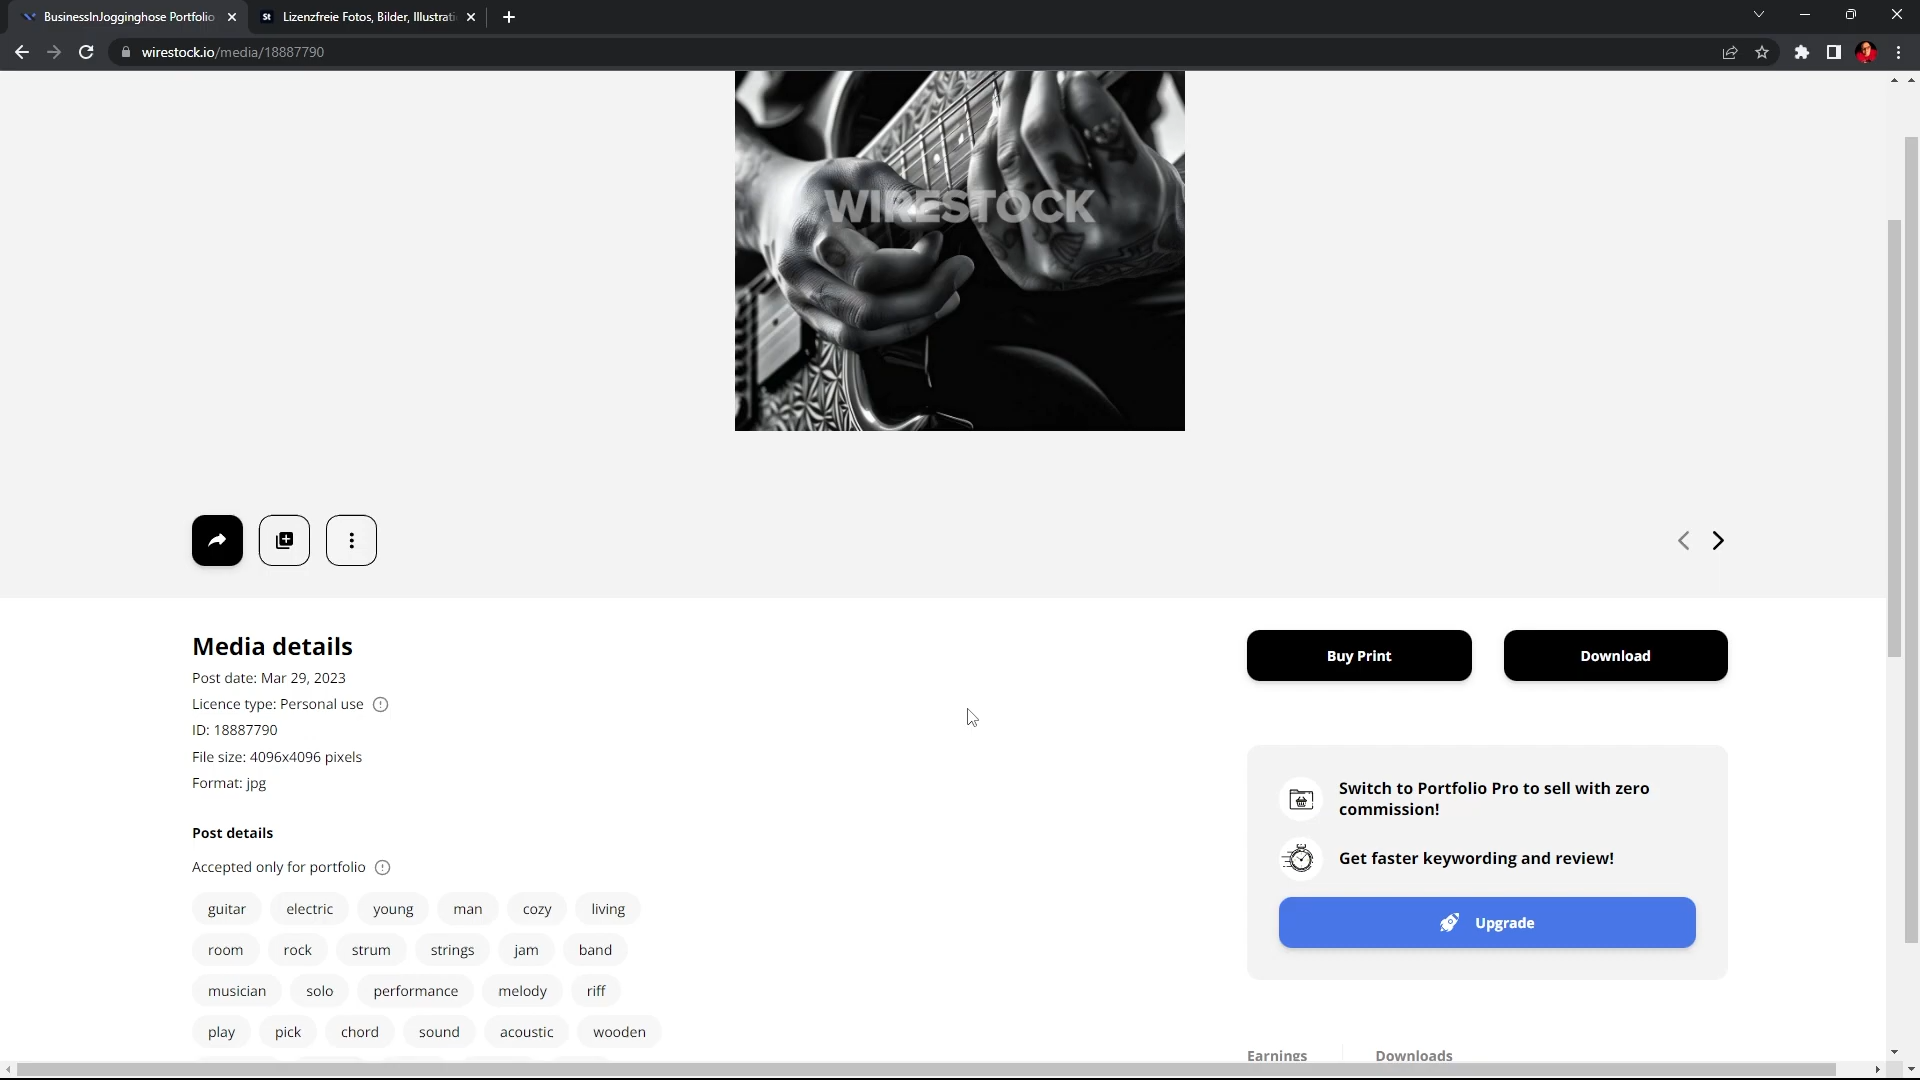 BusinessInJogginghose Portfolio
Lizenzfreie Fotos, Bilder, Illustrati
wirestock.io/media/18887790
WIRESTOCK
Media details
Post date: Mar 29, 2023
Licence type: Personal use
ID: 18887790
File size: 4096x4096 pixels
Format: jpg
Post details
Accepted only for portfolio
guitar electric young man cozy living
room rock strum strings jam band
musician solo performance melody riff
play pick chord sound acoustic wooden
Buy Print Download
Switch to Portfolio Pro to sell with zero
commission!
Get faster keywording and review!
Upgrade
Earnings Downloads